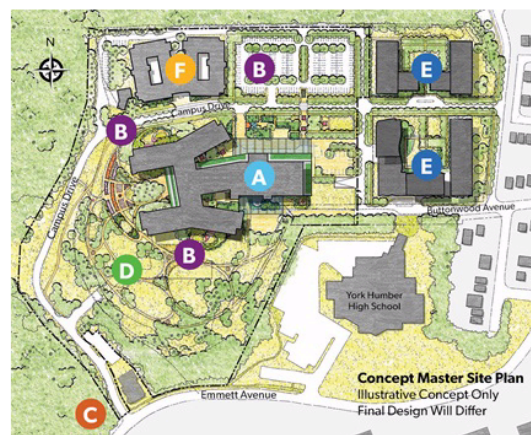 N
F
B
E
Campus Drive
B
A
E
Campus Drive
Buttonwood Avenue
B
D
York Humber
High School
Concept Master Site Plan
Illustrative Concept Only
Final Design Will Differ
Emmett Avenue
C